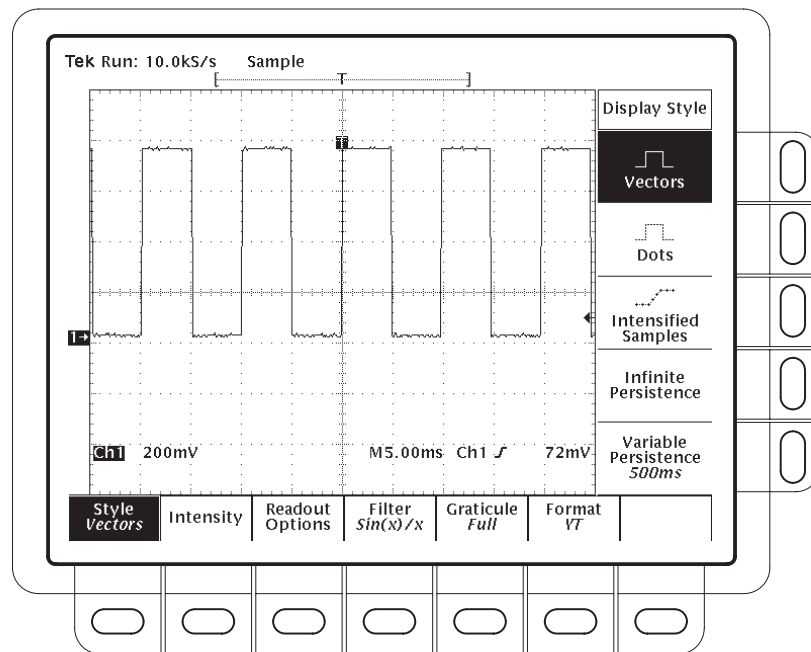 Tek Run: 10.0kS/s Sample
T
Display Style
T
Vectors
Dots
Intensified
Samples
1→
Infinite
Persistence
Ch1 200mV M5.00ms Ch1 72mV
Variable
Persistence
500ms
Style
Vectors
Intensity
Readout
Options
Filter
Sin(x)/x
Graticule
Full
Format
YT